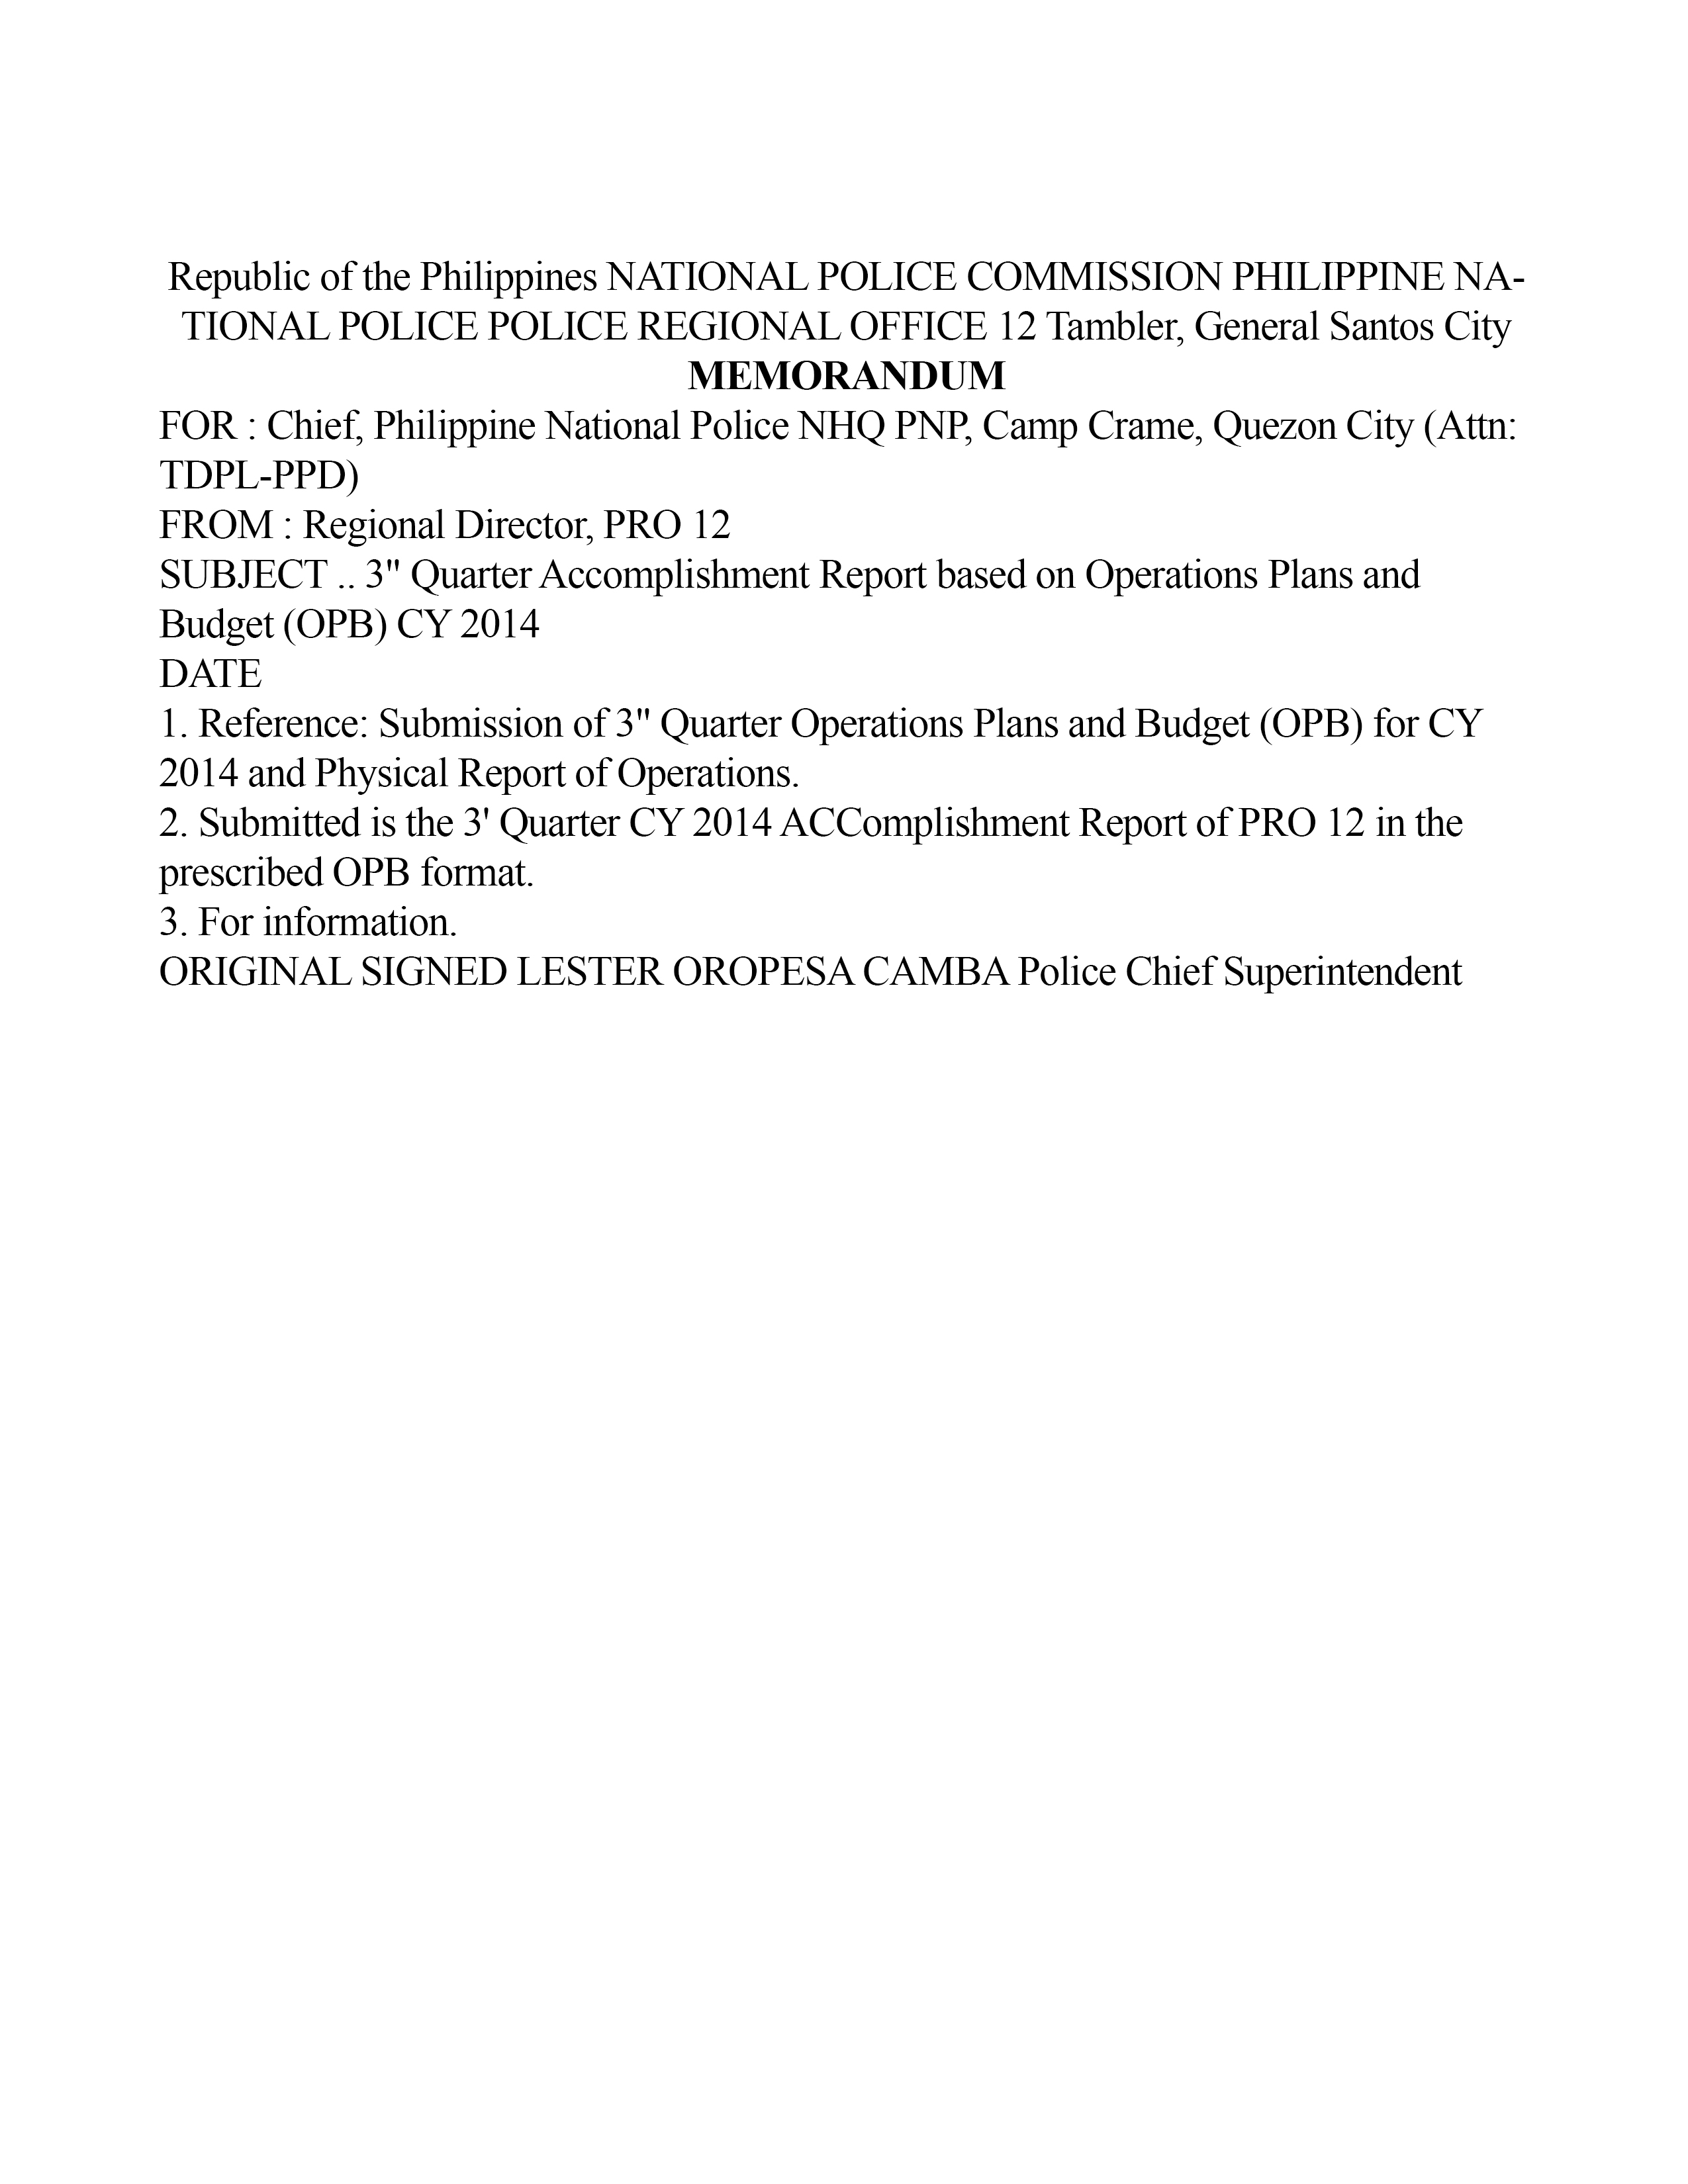 Republic of the Philippines NATIONAL POLICE COMMISSION PHILIPPINE NA-
TIONAL POLICE POLICE REGIONAL OFFICE 12 Tambler, General Santos City
MEMORANDUM
FOR : Chief, Philippine National Police NHQ PNP, Camp Crame, Quezon City (Attn:
TDPL-PPD)
FROM : Regional Director, PRO 12
SUBJECT .. 3" Quarter Accomplishment Report based on Operations Plans and
Budget (OPB) CY 2014
DATE
1. Reference: Submission of 3" Quarter Operations Plans and Budget (OPB) for CY
2014 and Physical Report of Operations.
2. Submitted is the 3' Quarter CY 2014 ACComplishment Report of PRO 12 in the
prescribed OPB format.
3. For information.
ORIGINAL SIGNED LESTER OROPESA CAMBA Police Chief Superintendent